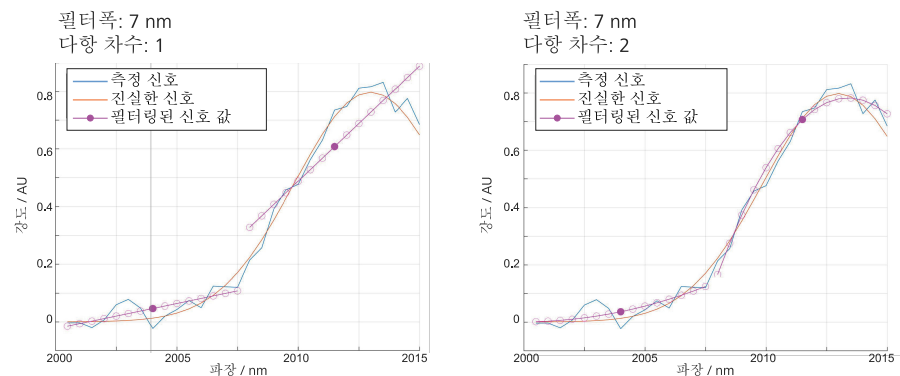 필터폭: 7 nm
다항 차수: 1
측정 신호
진실한 신호
필터링된 신호 값
0.8
0.6
0.4
0.2
0
강도 / AU
2000
2005
2010
2015
파장 / nm
필터폭: 7 nm
다항 차수: 2
측정 신호
진실한 신호
필터링된 신호 값
0.8
0.6
0.4
0.2
0
강도 / AU
2000
2005
2010
2015
파장 / nm